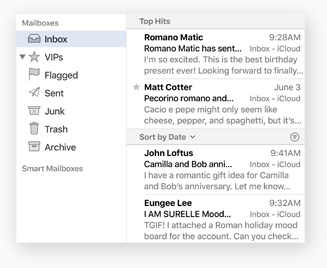 Mailboxes
Inbox
VIPs
Flagged
Sent
Junk
Trash
Archive
Smart Mailboxes
Top Hits
Romano Matic 9:28AM
Romano Matic has sent... Inbox - iCloud
I'm so excited. This is the best birthday
present ever! Looking forward to finally...
Matt Cotter June 3
Pecorino romano and... Inbox - iCloud
Cacio e pepe might only seem like
cheese, pepper, and spaghetti, but it's...
Sort by Date
John Loftus 9:41AM
Camilla and Bob anni... Inbox - iCloud
I have a romantic gift idea for Camilla
and Bob's anniversary. Let me know...
Eungee Lee 9:32AM
I AM SURELLE Mood... Inbox - iCloud
TGIF! I attached a Roman holiday mood
board for the account. Can you check...